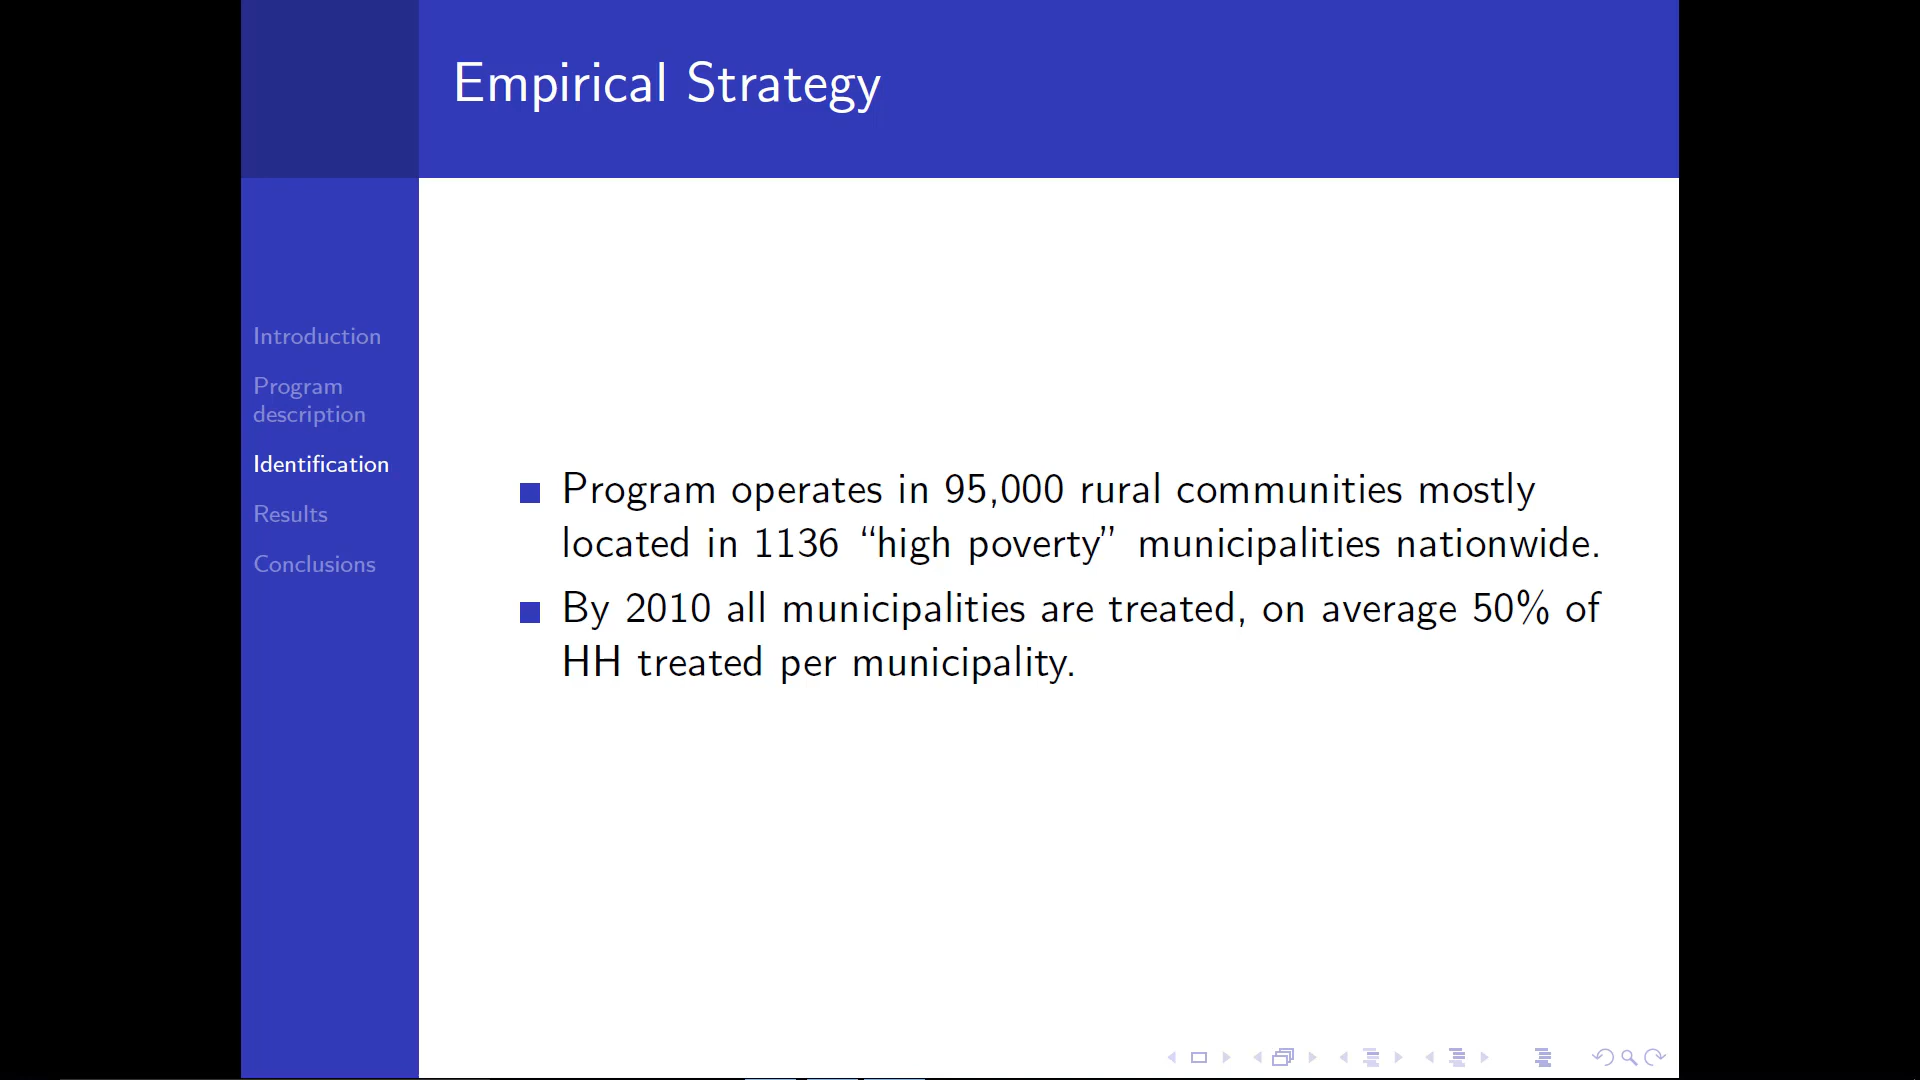 Empirical Strategy
Introduction
Program
description
Identification
Results
Conclusions
Program operates in 95,000 rural communities mostly
located in 1136 “high poverty” municipalities nationwide.
By 2010 all municipalities are treated, on average 50% of
HH treated per municipality.